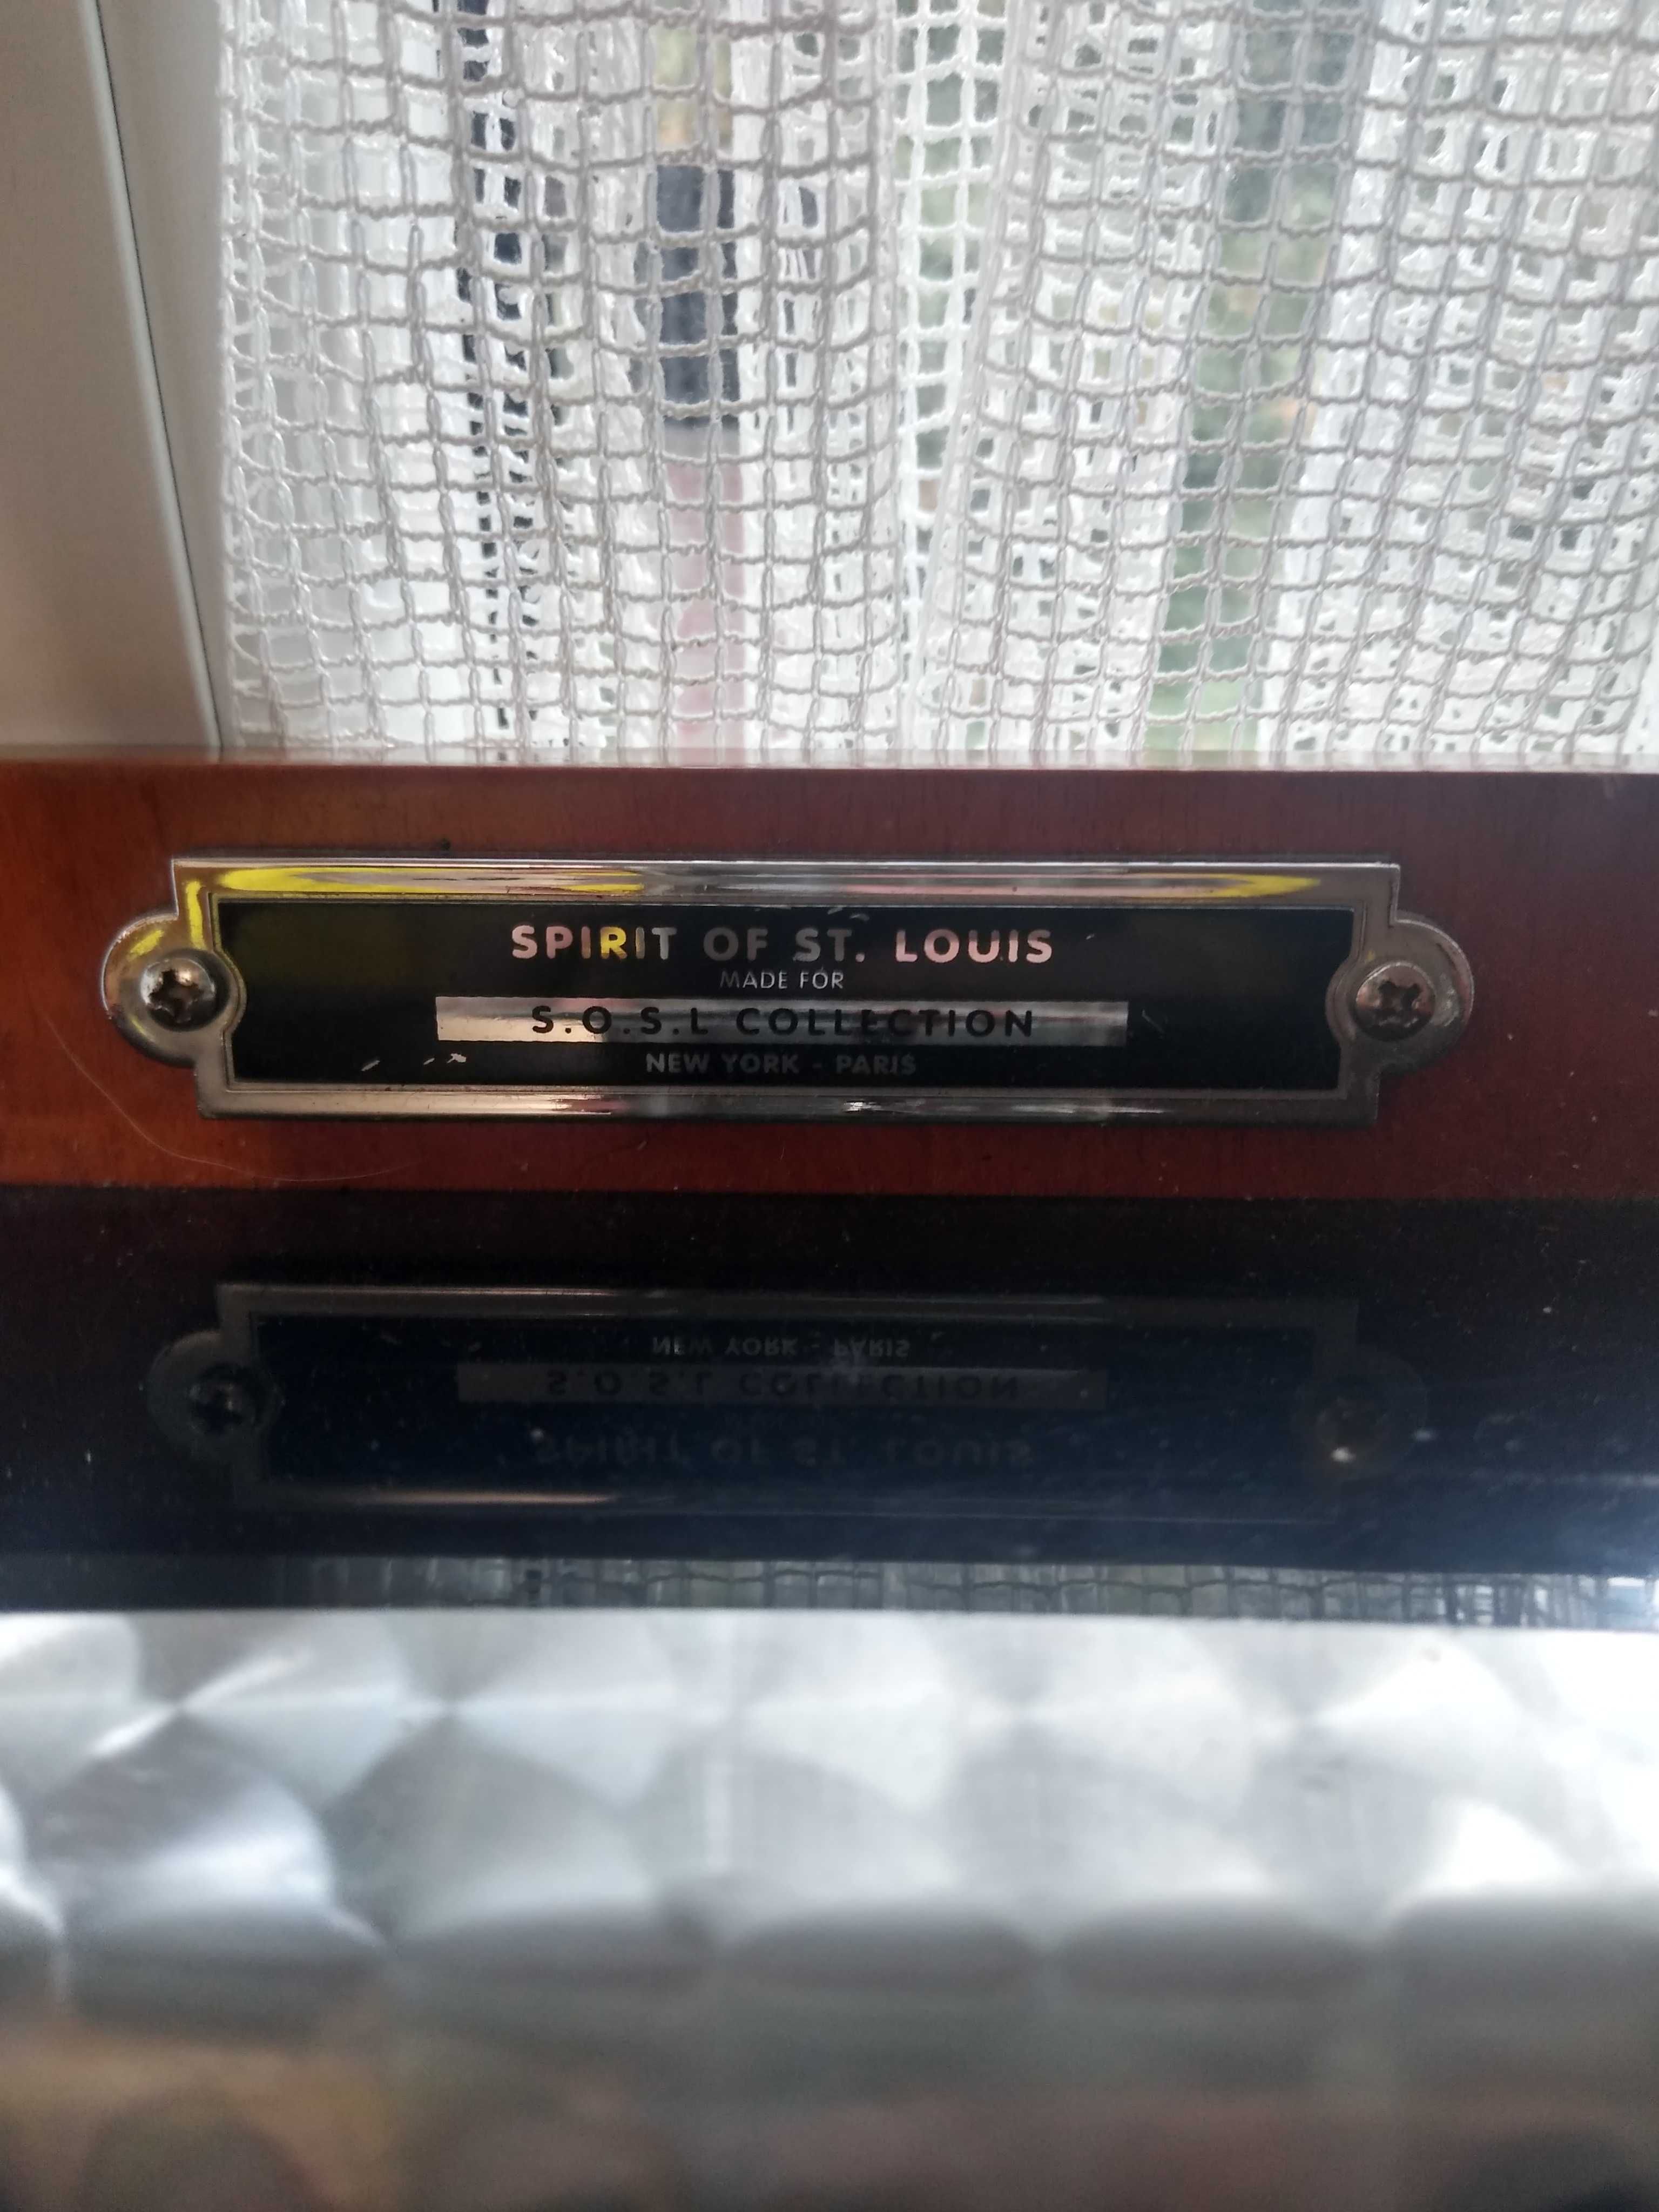 SPIRIT OF ST. LOUIS
MADE FOR
S.O.S.L COLLECTION
NEW YORK - PARIS